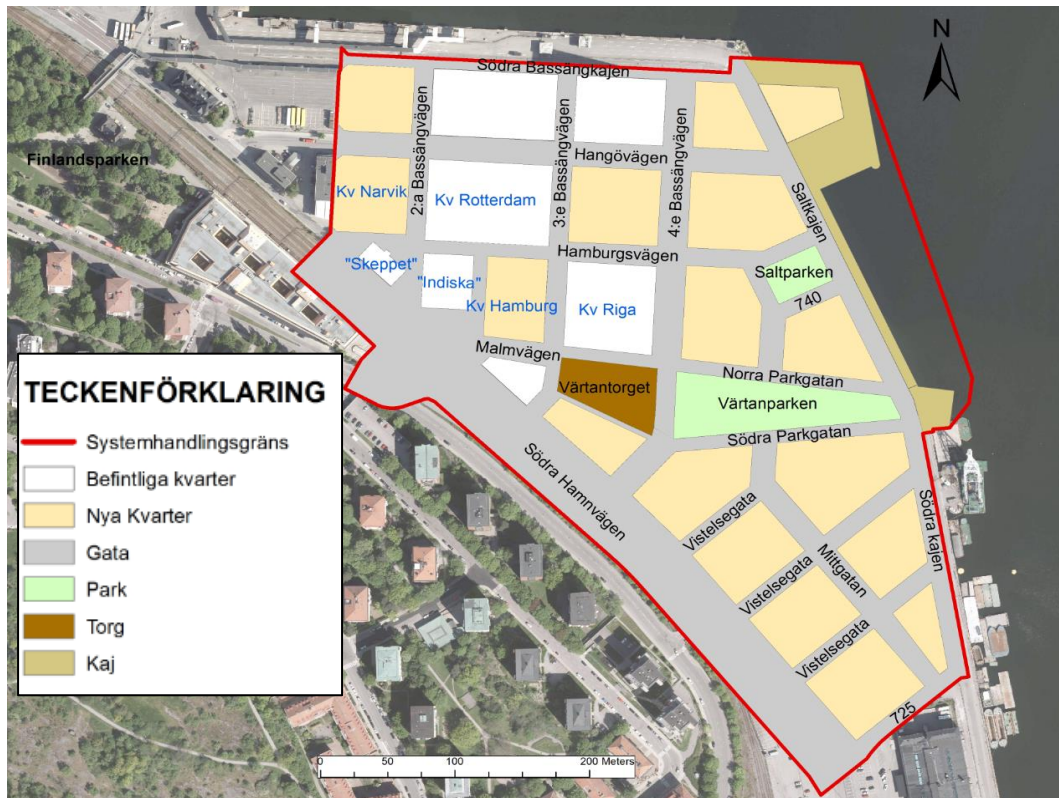 N
Södra Bassängkajen
Finlandsparken
2:a Bassängvägen
3:e Bassängvägen
4:e Bassängvägen
Hangövägen
Saltkajen
Kv Narvik
Kv Rotterdam
Hamburgsvägen
"Skeppet"
"Indiska"
Kv Hamburg
Kv Riga
Saltparken
740
Malmvägen
Norra Parkgatan
Värtantorget
Värtanparken
Södra Parkgatan
Södra Hamnvägen
Vistelsegata
Vistelsegata
Vistelsegata
Mittgatan
Södra kajen
725
TECKENFÖRKLARING
Systemhandlingsgräns
Befintliga kvarter
Nya Kvarter
Gata
Park
Torg
Kaj
0 50 100 200 Meters